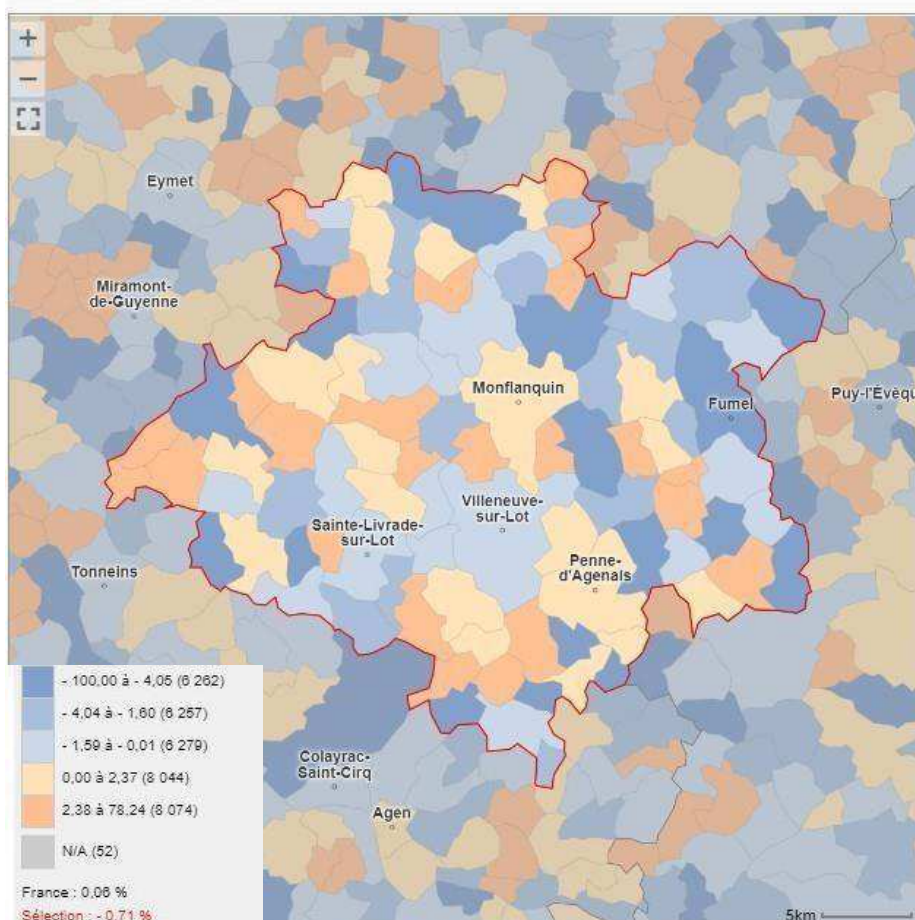 +
−
Eymet
Miramont-
de-Guyenne
Monflanquin
Fumel
Puy-l'Évêqu
Villeneuve-
sur-Lot
Sainte-Livrade-
sur-Lot
Penne-
d'Agenais
Tonneins
- 100,00 à - 4,05 (6 262)
- 4,04 à - 1,60 (6 257)
- 1,59 à - 0,01 (6 279)
0,00 à 2,37 (8 044)
2,38 à 78,24 (8 074)
N/A (52)
France : 0,06 %
Sélection : - 0,71 %
Colayrac-
Saint-Cirq
Agen
5km